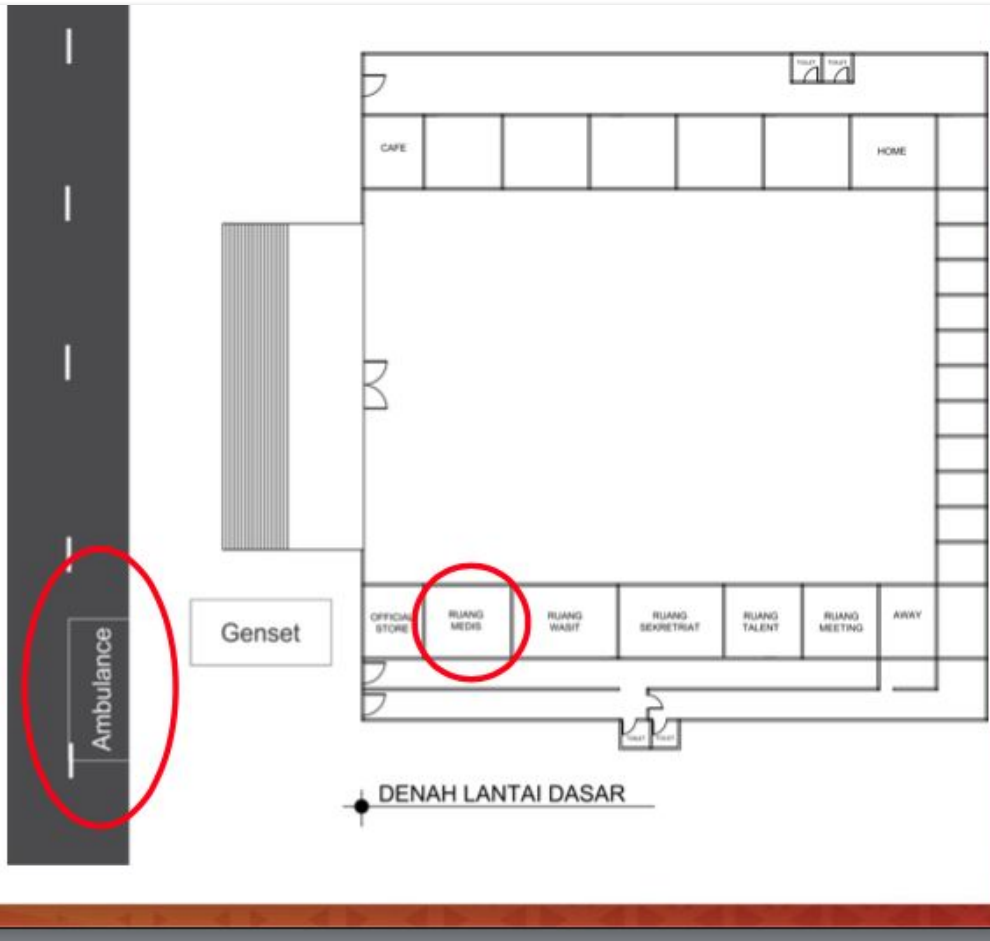 TOILET TOILET
CAFE
HOME
OFFICIAL
STORE
RUANG
MEDIS
RUANG
WASIT
RUANG
SEKRETRIAT
RUANG
TALENT
RUANG
MEETING
AWAY
Genset
Ambulance
TOILET TOILET
DENAH LANTAI DASAR